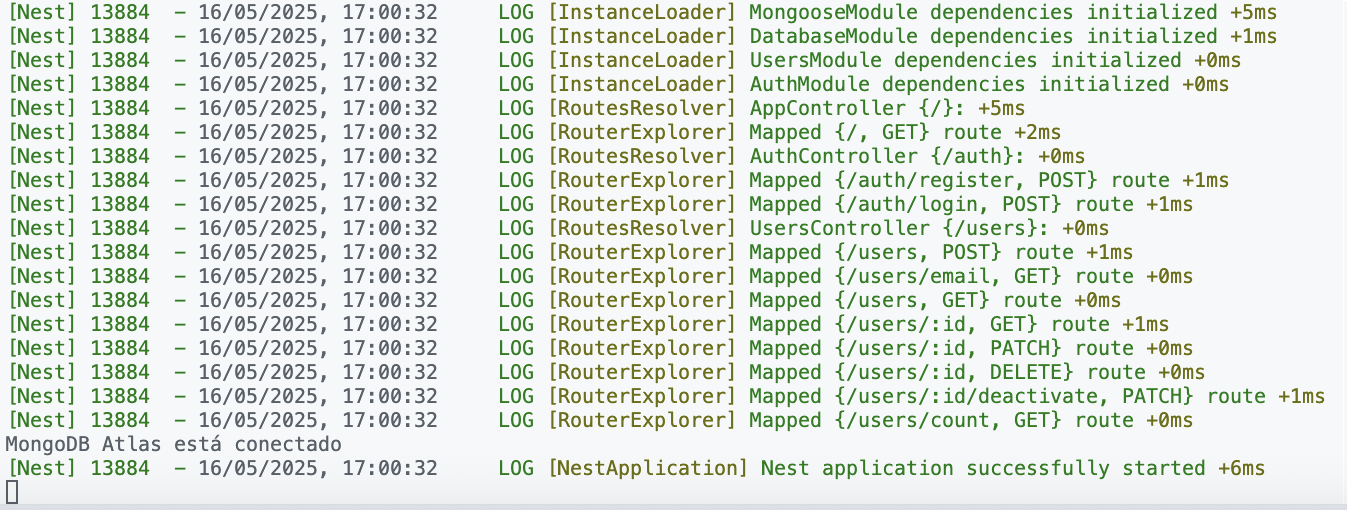 [Nest] 13884  - 16/05/2025, 17:00:32     LOG [InstanceLoader] MongooseModule dependencies initialized +5ms
[Nest] 13884  - 16/05/2025, 17:00:32     LOG [InstanceLoader] DatabaseModule dependencies initialized +1ms
[Nest] 13884  - 16/05/2025, 17:00:32     LOG [InstanceLoader] UsersModule dependencies initialized +0ms
[Nest] 13884  - 16/05/2025, 17:00:32     LOG [InstanceLoader] AuthModule dependencies initialized +0ms
[Nest] 13884  - 16/05/2025, 17:00:32     LOG [RoutesResolver] AppController {/}: +5ms
[Nest] 13884  - 16/05/2025, 17:00:32     LOG [RouterExplorer] Mapped {/, GET} route +2ms
[Nest] 13884  - 16/05/2025, 17:00:32     LOG [RoutesResolver] AuthController {/auth}: +0ms
[Nest] 13884  - 16/05/2025, 17:00:32     LOG [RouterExplorer] Mapped {/auth/register, POST} route +1ms
[Nest] 13884  - 16/05/2025, 17:00:32     LOG [RouterExplorer] Mapped {/auth/login, POST} route +1ms
[Nest] 13884  - 16/05/2025, 17:00:32     LOG [RoutesResolver] UsersController {/users}: +0ms
[Nest] 13884  - 16/05/2025, 17:00:32     LOG [RouterExplorer] Mapped {/users, POST} route +1ms
[Nest] 13884  - 16/05/2025, 17:00:32     LOG [RouterExplorer] Mapped {/users/email, GET} route +0ms
[Nest] 13884  - 16/05/2025, 17:00:32     LOG [RouterExplorer] Mapped {/users, GET} route +0ms
[Nest] 13884  - 16/05/2025, 17:00:32     LOG [RouterExplorer] Mapped {/users/:id, GET} route +1ms
[Nest] 13884  - 16/05/2025, 17:00:32     LOG [RouterExplorer] Mapped {/users/:id, PATCH} route +0ms
[Nest] 13884  - 16/05/2025, 17:00:32     LOG [RouterExplorer] Mapped {/users/:id, DELETE} route +0ms
[Nest] 13884  - 16/05/2025, 17:00:32     LOG [RouterExplorer] Mapped {/users/:id/deactivate, PATCH} route +1ms
[Nest] 13884  - 16/05/2025, 17:00:32     LOG [RouterExplorer] Mapped {/users/count, GET} route +0ms
MongoDB Atlas está conectado
[Nest] 13884  - 16/05/2025, 17:00:32     LOG [NestApplication] Nest application successfully started +6ms